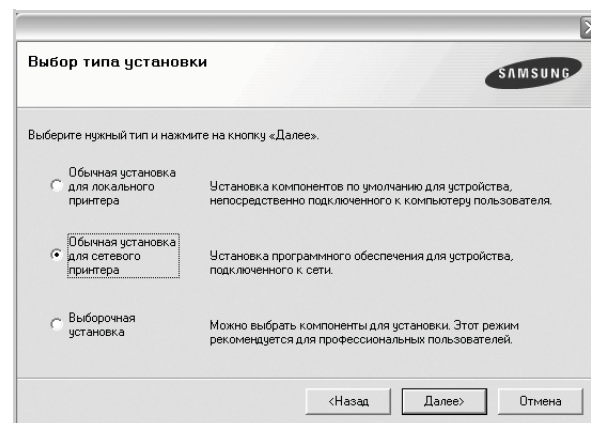 Выбор типа установки
SAMSUNG
Выберите нужный тип и нажмите на кнопку «Далее».
Обычная установка
для локального
принтера
Установка компонентов по умолчанию для устройства,
непосредственно подключенного к компьютеру пользователя.
Обычная установка
для сетевого
принтера
Установка программного обеспечения для устройства,
подключенного к сети.
Выборочная
установка
Можно выбрать компоненты для установки. Этот режим
рекомендуется для профессиональных пользователей.
<Назад
Далее>
Отмена